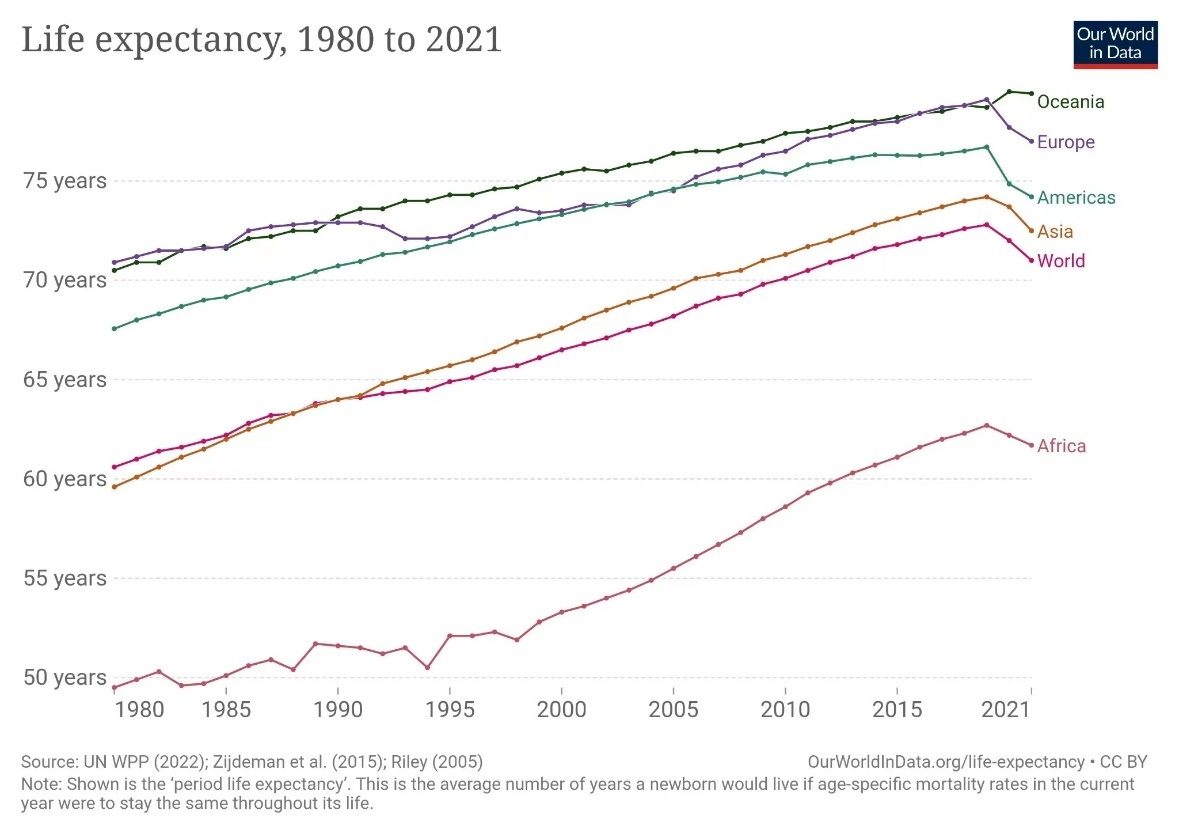 Life expectancy, 1980 to 2021
Our World
in Data
Oceania
Europe
75 years
Americas
Asia
World
70 years
65 years
Africa
60 years
55 years
50 years
1980 1985 1990 1995 2000 2005 2010 2015 2021
Source: UN WPP (2022); Zijdeman et al. (2015); Riley (2005)
OurWorldInData.org/life-expectancy • CC BY
Note: Shown is the ‘period life expectancy’. This is the average number of years a newborn would live if age-specific mortality rates in the current
year were to stay the same throughout its life.